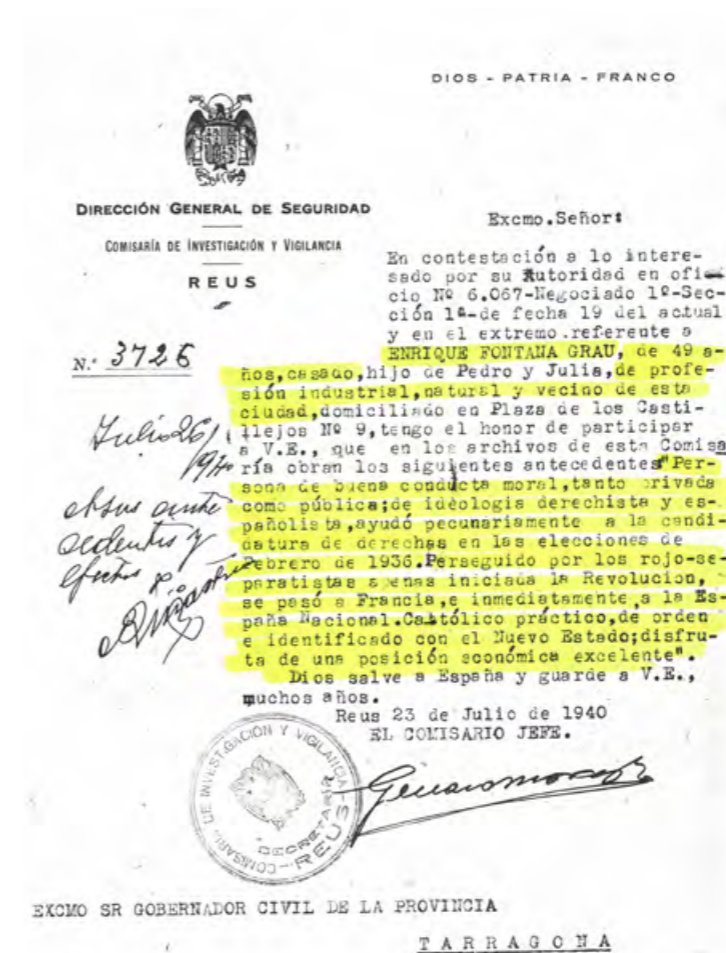 DIOS - PATRIA - FRANCO
DIRECCIÓN GENERAL DE SEGURIDAD
COMISARÍA DE INVESTIGACIÓN Y VIGILANCIA
REUS
N.º 3726
Excmo.Señor:
En contestación a lo intere-
sado por su Autoridad en ofi
cio Nº 6.067-Negociado 1º-Sec-
ción 1ª-de fecha 19 del actual
y en el extremo.referente a
ENRIQUE FONTANA GRAU, de 49 a-
ños,casado,hijo de Pedro y Julia,de profe-
sión industrial,natural y vecino de esta
ciudad,domiciliado en Plaza de los Casti-
llejos Nº 9,tengo el honor de participar
a V.E., que en los archivos de esta Comisa
ría obran los siguientes antecedentes"Per-
sona de buena conducta moral,tanto privada
como pública;de ideologia derechista y es-
pañolista,ayudó pecunariamente a la candi-
datura de derechas en las elecciones de
Febrero de 1936.Perseguido por los rojo-se-
paratistas apenas iniciada la Revolucion,
se pasó a Francia,e inmediatamente,a la Es-
paña Nacional.Católico práctico,de orden
e identificado con el Nuevo Estado;disfru-
ta de una posición económica excelente".
Dios salve a España y guarde a V.E.,
muchos años.
Reus 23 de Julio de 1940
EL COMISARIO JEFE.
Julio 26/
1940
COMISARIA DE INVESTIGACIÓN Y VIGILANCIA
SECRETARIA
REUS
EXCMO SR GOBERNADOR CIVIL DE LA PROVINCIA
TARRAGONA